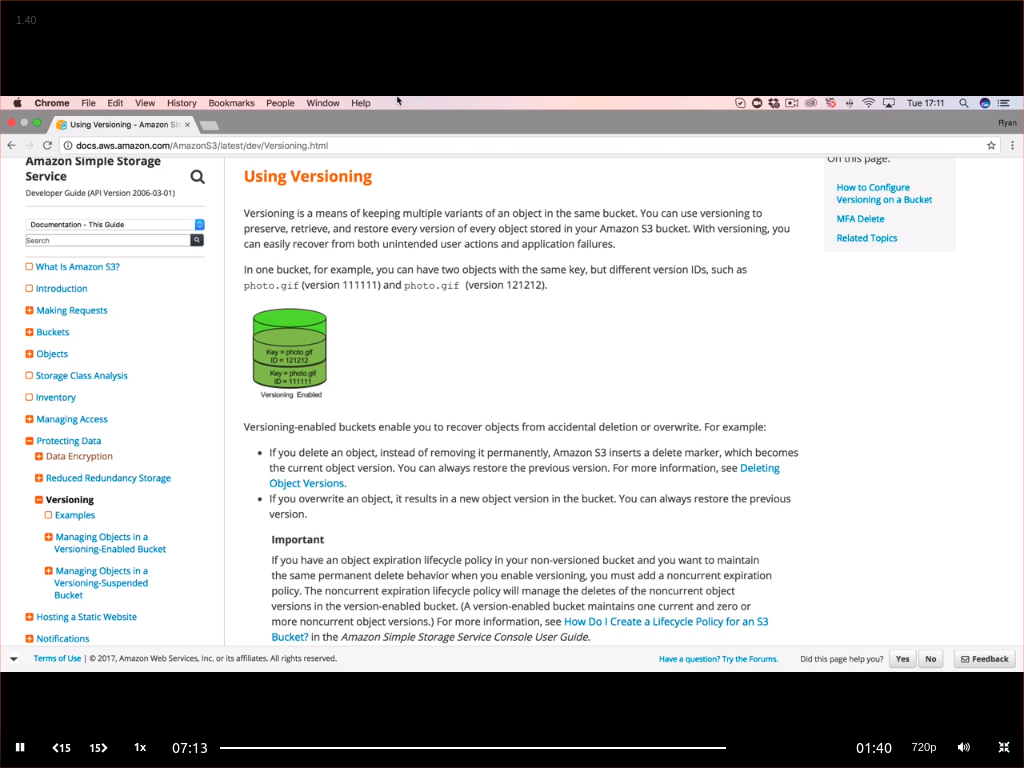 1.40
Chrome File Edit View History Bookmarks People Window Help Tue 17:11
Using Versioning - Amazon Sim × Ryan
docs.aws.amazon.com/AmazonS3/latest/dev/Versioning.html
Amazon Simple Storage
Service
Developer Guide (API Version 2006-03-01)
Documentation - This Guide
Search
What Is Amazon S3?
Introduction
Making Requests
Buckets
Objects
Storage Class Analysis
Inventory
Managing Access
Protecting Data
Data Encryption
Reduced Redundancy Storage
Versioning
Examples
Managing Objects in a
Versioning-Enabled Bucket
Managing Objects in a
Versioning-Suspended
Bucket
Hosting a Static Website
Notifications
Using Versioning
Versioning is a means of keeping multiple variants of an object in the same bucket. You can use versioning to
preserve, retrieve, and restore every version of every object stored in your Amazon S3 bucket. With versioning, you
can easily recover from both unintended user actions and application failures.
In one bucket, for example, you can have two objects with the same key, but different version IDs, such as
photo.gif (version 111111) and photo.gif (version 121212).
Key = photo.gif
ID = 121212
Key = photo.gif
ID = 111111
Versioning Enabled
Versioning-enabled buckets enable you to recover objects from accidental deletion or overwrite. For example:
• If you delete an object, instead of removing it permanently, Amazon S3 inserts a delete marker, which becomes
the current object version. You can always restore the previous version. For more information, see Deleting
Object Versions.
• If you overwrite an object, it results in a new object version in the bucket. You can always restore the previous
version.
Important
If you have an object expiration lifecycle policy in your non-versioned bucket and you want to maintain
the same permanent delete behavior when you enable versioning, you must add a noncurrent expiration
policy. The noncurrent expiration lifecycle policy will manage the deletes of the noncurrent object
versions in the version-enabled bucket. (A version-enabled bucket maintains one current and zero or
more noncurrent object versions.) For more information, see How Do I Create a Lifecycle Policy for an S3
Bucket? in the Amazon Simple Storage Service Console User Guide.
On this page:
How to Configure
Versioning on a Bucket
MFA Delete
Related Topics
Terms of Use | © 2017, Amazon Web Services, Inc. or its affiliates. All rights reserved. Have a question? Try the Forums. Did this page help you? Yes No Feedback
15 15 1x 07:13 01:40 720p